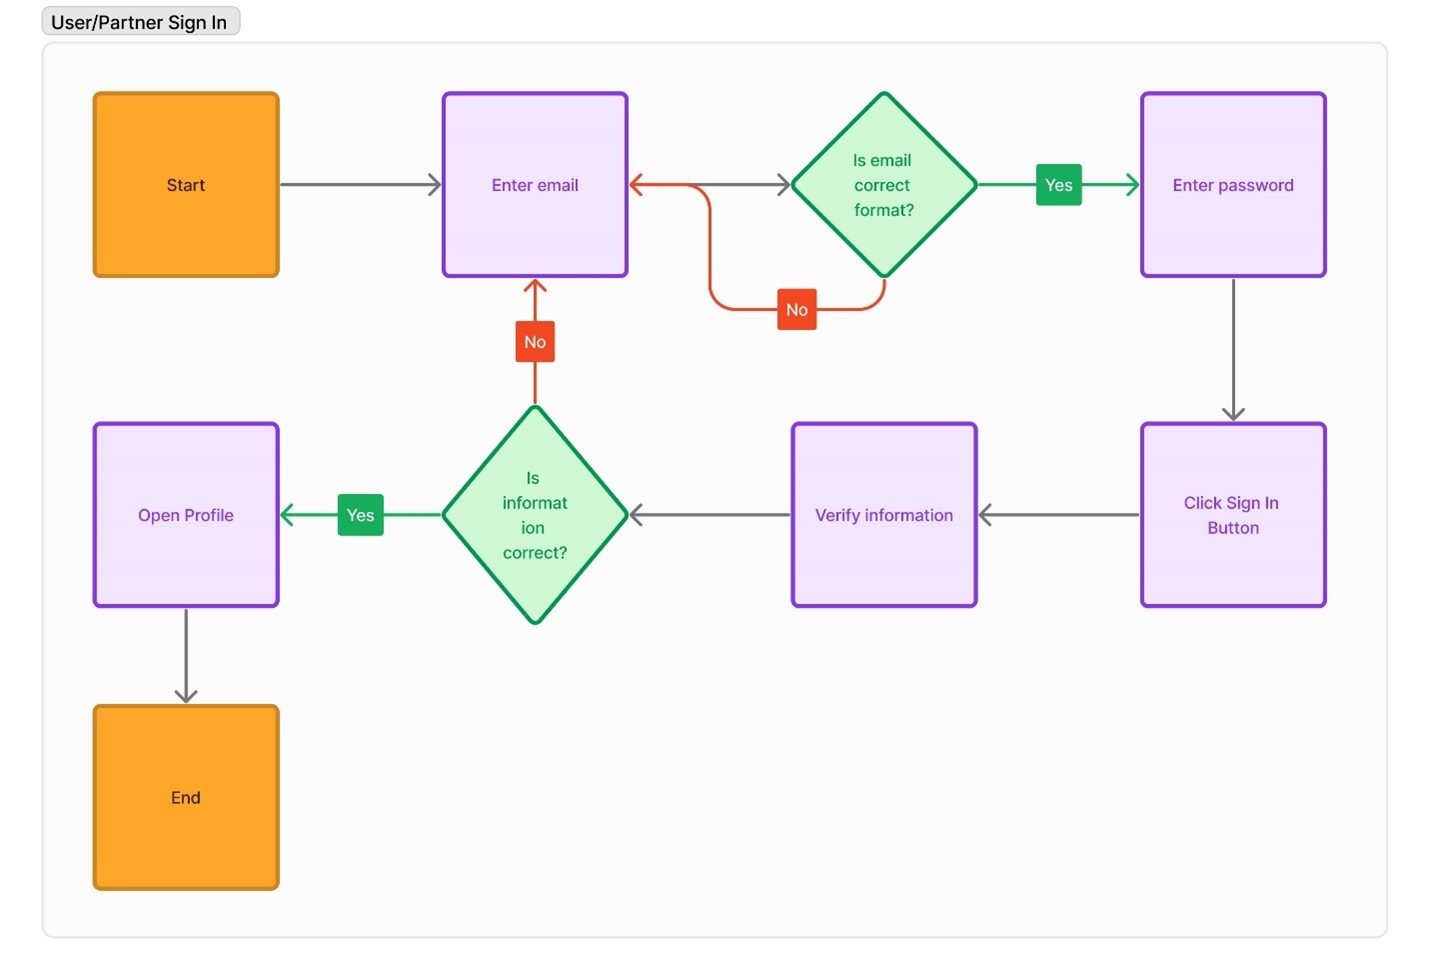 User/Partner Sign In
Start
Enter email
Is email
correct
format?
Yes
Enter password
No
No
Open Profile
Yes
Is
informat
ion
correct?
Verify information
Click Sign In
Button
End